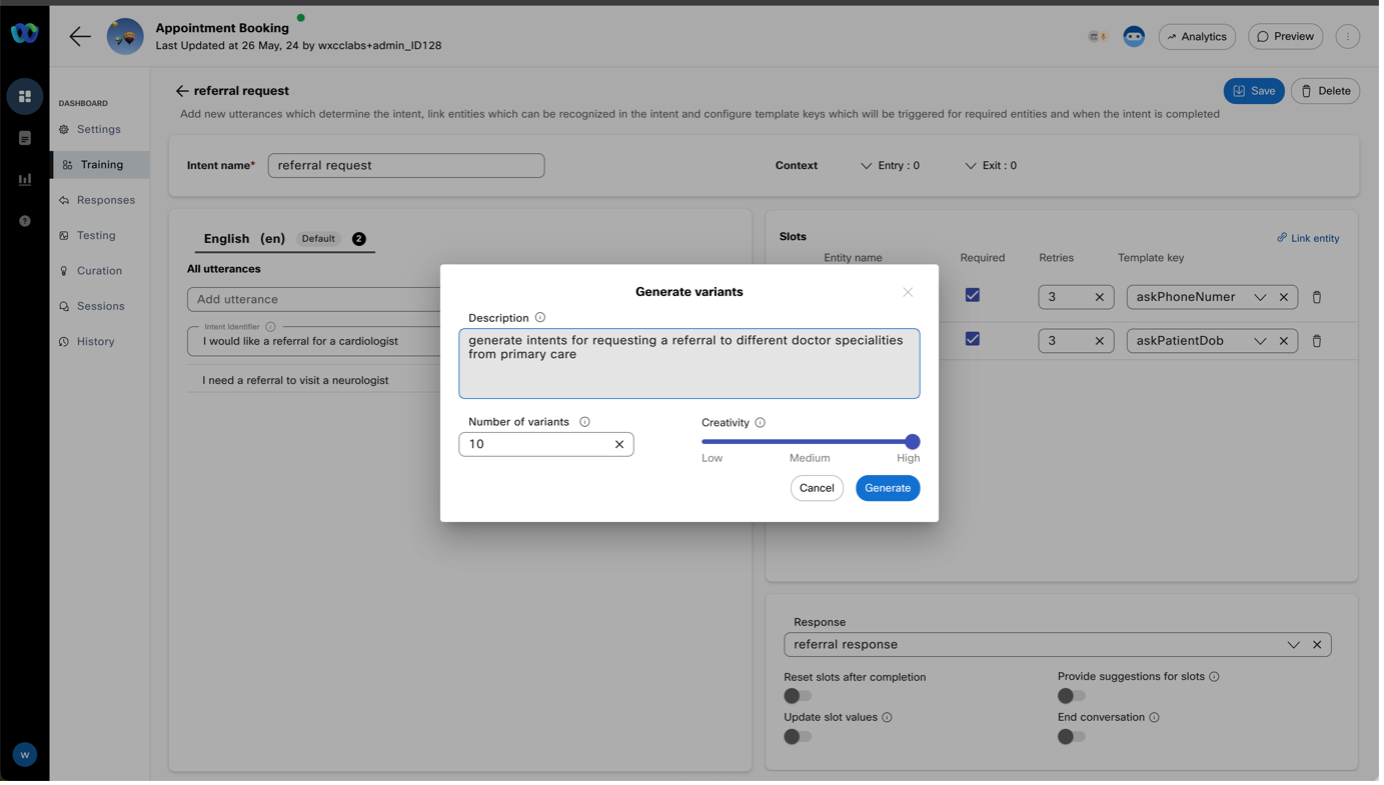 Appointment Booking
Last Updated at 26 May, 24 by wxcclabs+admin_ID128
Analytics
Preview
DASHBOARD
Settings
Training
Responses
Testing
Curation
Sessions
History
referral request
Save
Delete
Add new utterances which determine the intent, link entities which can be recognized in the intent and configure template keys which will be triggered for required entities and when the intent is completed
Intent name* referral request
Context Entry : 0 Exit : 0
English (en) Default 2
All utterances
Add utterance
Intent Identifier
I would like a referral for a cardiologist
I need a referral to visit a neurologist
Slots
Link entity
Entity name Required Retries Template key
3 askPhoneNumer
3 askPatientDob
Generate variants
Description
generate intents for requesting a referral to different doctor specialities
from primary care
Number of variants
10
Creativity
Low Medium High
Cancel Generate
Response
referral response
Reset slots after completion
Provide suggestions for slots
Update slot values
End conversation
W